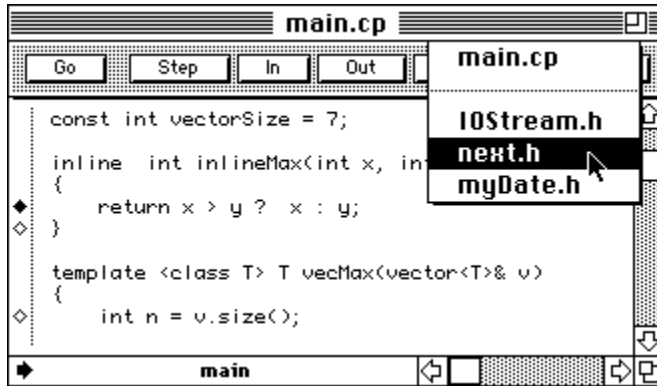 main.cp
Go Step In Out
main.cp
IOStream.h
next.h
myDate.h
const int vectorSize = 7;
inline int inlineMax(int x, in
{
return x > y ? x : y;
}
template <class T> T vecMax(vector<T>& v)
{
int n = v.size();
main